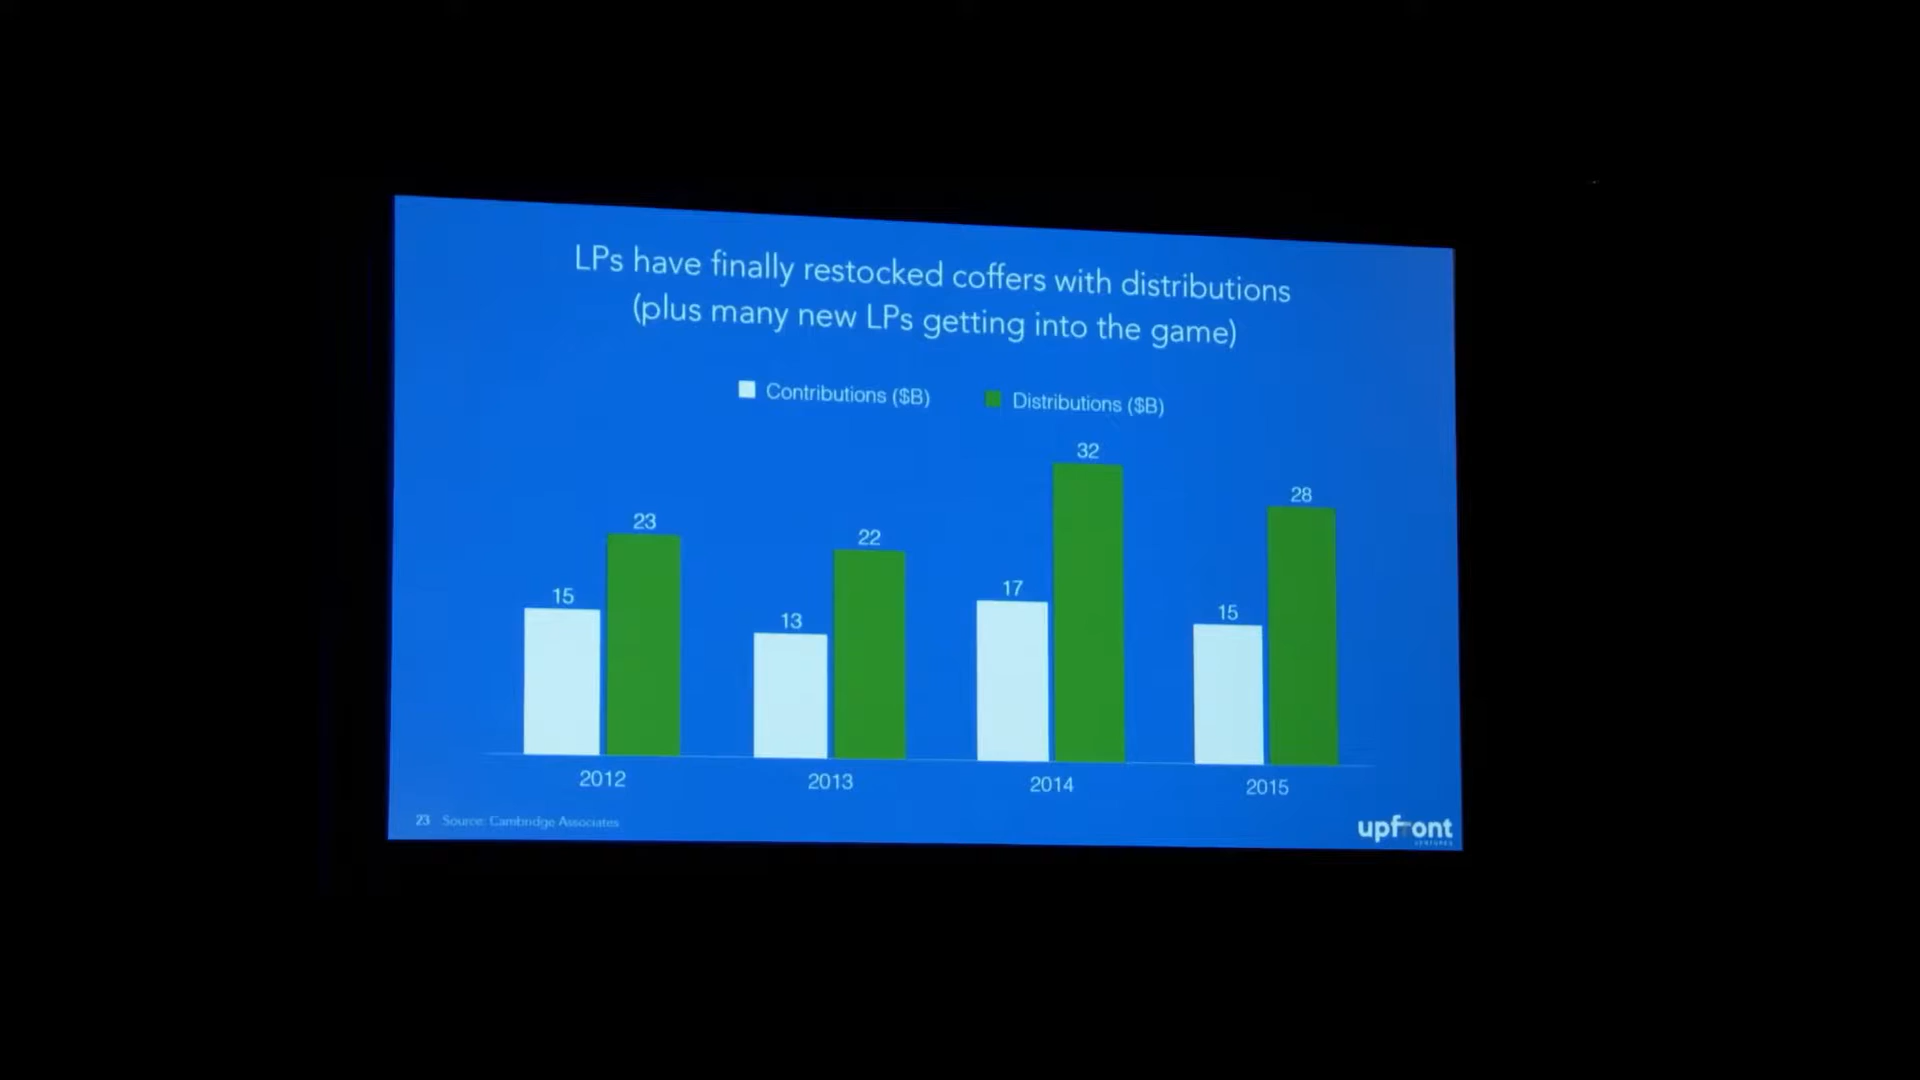 LPs have finally restocked coffers with distributions
(plus many new LPs getting into the game)
Contributions ($B) Distributions ($B)
15 23 13 22 17 32 15 28
2012 2013 2014 2015
23 Source: Cambridge Associates
upfront
VENTURES